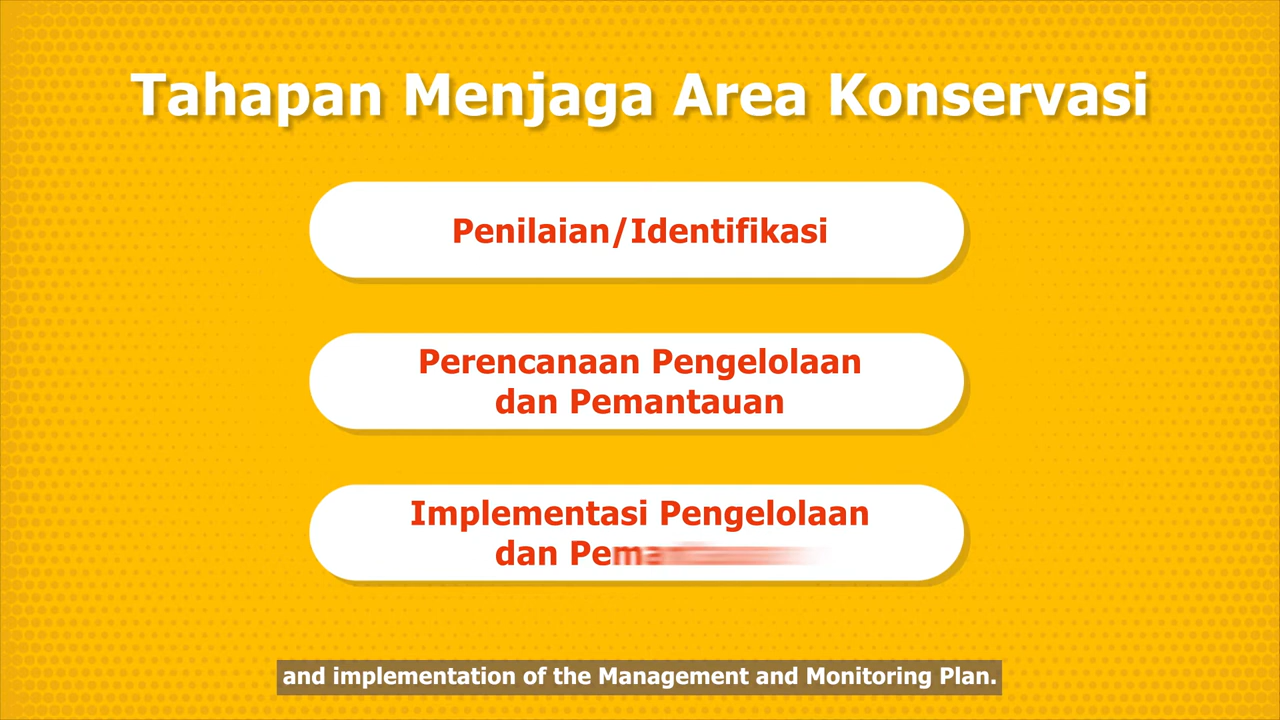 Tahapan Menjaga Area Konservasi
Penilaian/Identifikasi
Perencanaan Pengelolaan
dan Pemantauan
Implementasi Pengelolaan
dan
and implementation of the Management and Monitoring Plan.